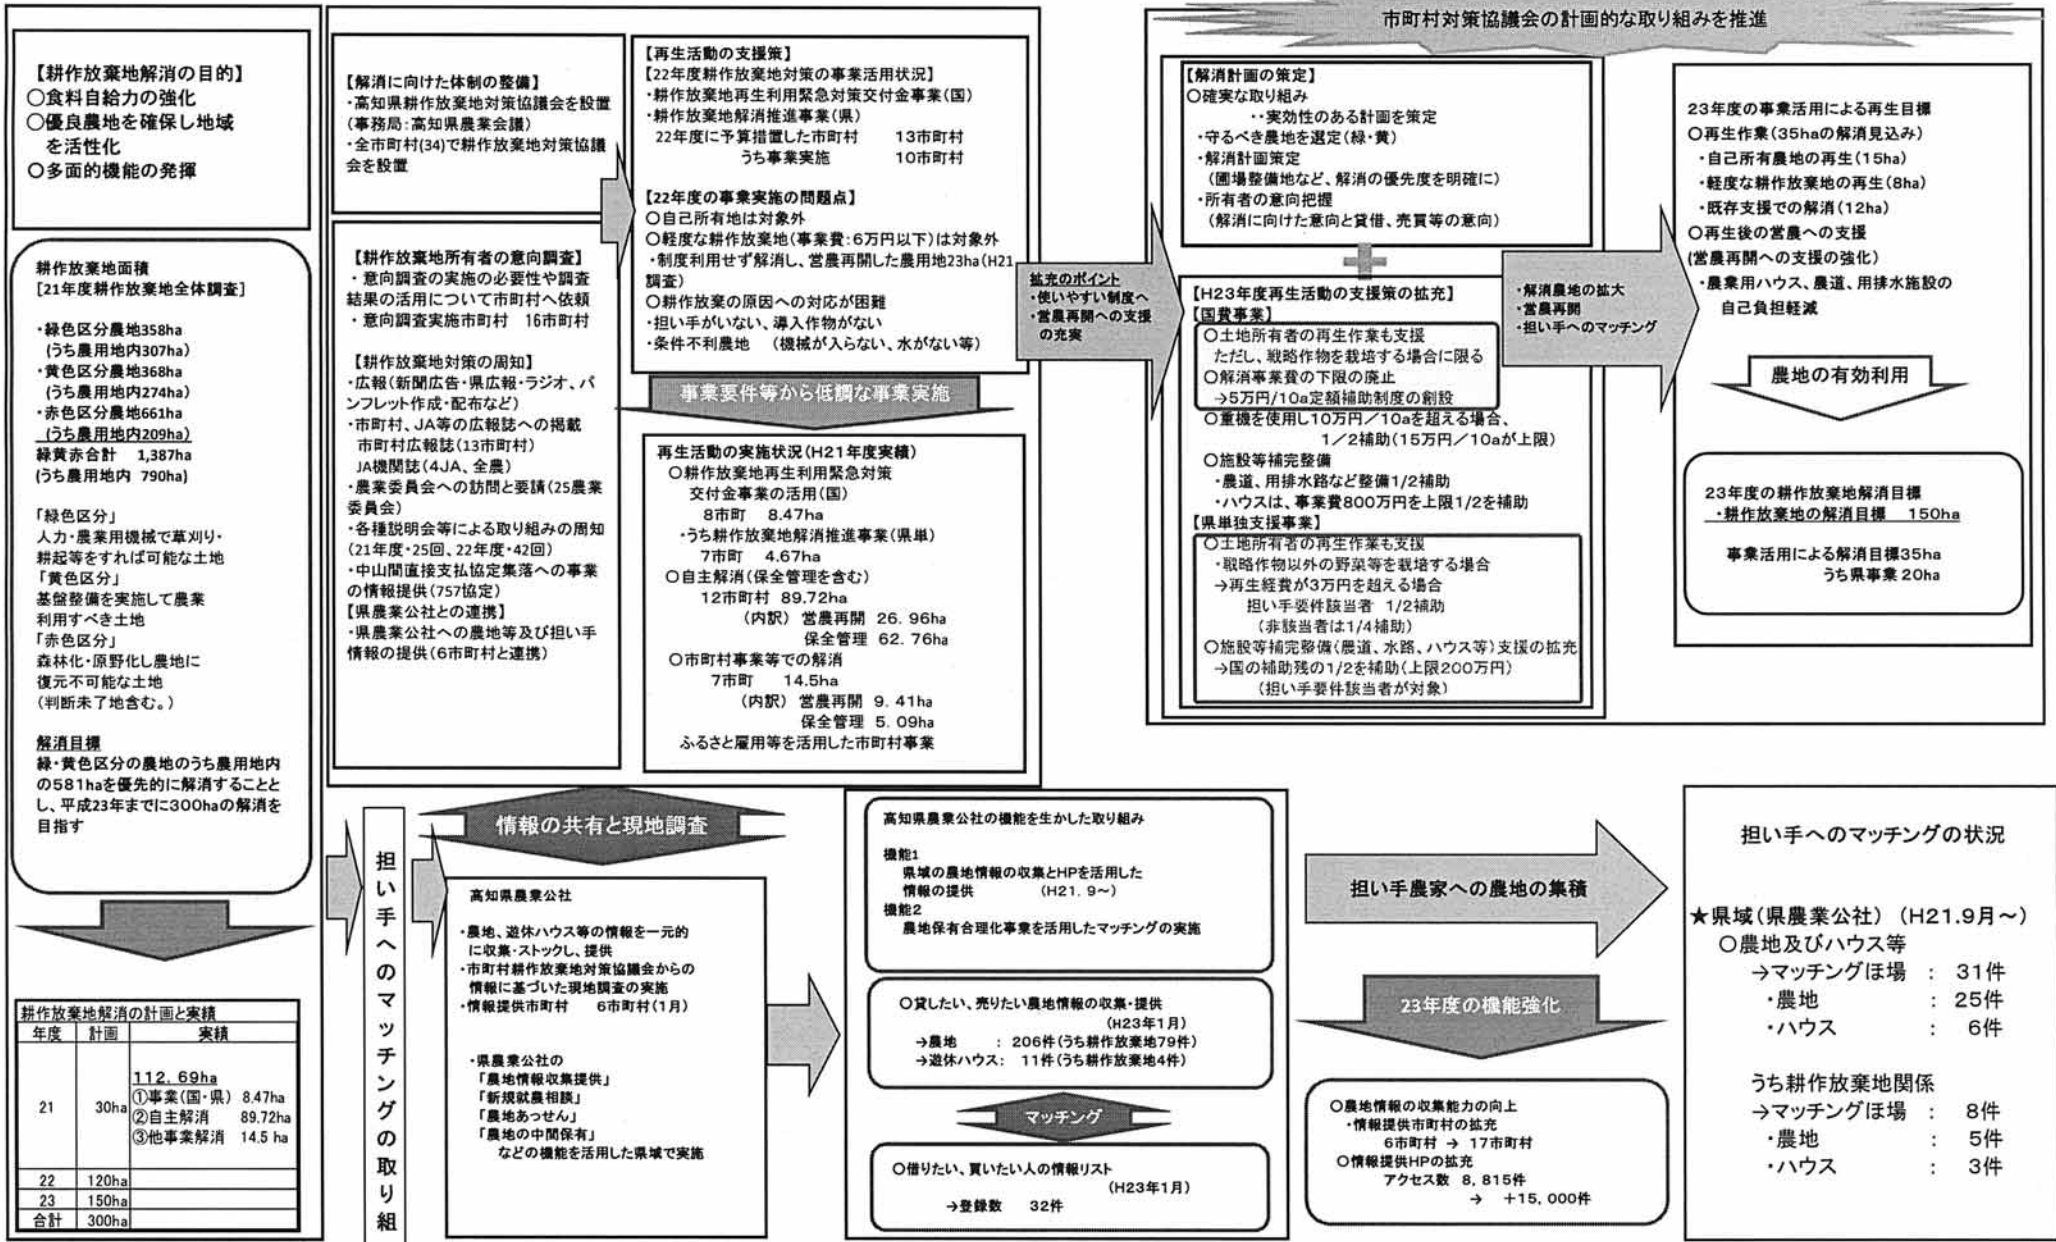 市町村対策協議会の計画的な取り組みを推進
【耕作放棄地解消の目的】
○食料自給力の強化
○優良農地を確保し地域
を活性化
○多面的機能の発揮
耕作放棄地面積
[21年度耕作放棄地全体調査]
・緑色区分農地358ha
(うち農用地内307ha)
・黄色区分農地368ha
(うち農用地内274ha)
・赤色区分農地661ha
(うち農用地内209ha)
緑黄赤合計 1,387ha
(うち農用地内 790ha)
「緑色区分」
人力・農業用機械で草刈り・
耕起等をすれば可能な土地
「黄色区分」
基盤整備を実施して農業
利用すべき土地
「赤色区分」
森林化・原野化し農地に
復元不可能な土地
(判断未了地含む。)
解消目標
緑・黄色区分の農地のうち農用地内
の581haを優先的に解消することと
し、平成23年までに300haの解消を
目指す
耕作放棄地解消の計画と実績
年度 計画 実績
21 30ha 112.69ha
①事業(国・県) 8.47ha
②自主解消 89.72ha
③他事業解消 14.5 ha
22 120ha
23 150ha
合計 300ha
【解消に向けた体制の整備】
・高知県耕作放棄地対策協議会を設置
(事務局:高知県農業会議)
・全市町村(34)で耕作放棄地対策協議
会を設置
【耕作放棄地所有者の意向調査】
・意向調査の実施の必要性や調査
結果の活用について市町村へ依頼
・意向調査実施市町村 16市町村
【耕作放棄地対策の周知】
・広報(新聞広告・県広報・ラジオ、パ
ンフレット作成・配布など)
・市町村、JA等の広報誌への掲載
市町村広報誌(13市町村)
JA機関誌(4JA、全農)
・農業委員会への訪問と要請(25農業
委員会)
・各種説明会等による取り組みの周知
(21年度・25回、22年度・42回)
・中山間直接支払協定集落への事業
の情報提供(757協定)
【県農業公社との連携】
・県農業公社への農地等及び担い手
情報の提供(6市町村と連携)
【再生活動の支援策】
【22年度耕作放棄地対策の事業活用状況】
・耕作放棄地再生利用緊急対策交付金事業(国)
・耕作放棄地解消推進事業(県)
22年度に予算措置した市町村 13市町村
うち事業実施 10市町村
【22年度の事業実施の問題点】
○自己所有地は対象外
○軽度な耕作放棄地(事業費:6万円以下)は対象外
・制度利用せず解消し、営農再開した農用地23ha(H21
調査)
○耕作放棄の原因への対応が困難
・担い手がいない、導入作物がない
・条件不利農地 (機械が入らない、水がない等)
事業要件等から低調な事業実施
再生活動の実施状況(H21年度実績)
○耕作放棄地再生利用緊急対策
交付金事業の活用(国)
8市町 8.47ha
・うち耕作放棄地解消推進事業(県単)
7市町 4.67ha
○自主解消(保全管理を含む)
12市町村 89.72ha
(内訳) 営農再開 26.96ha
保全管理 62.76ha
○市町村事業等での解消
7市町 14.5ha
(内訳) 営農再開 9.41ha
保全管理 5.09ha
ふるさと雇用等を活用した市町村事業
拡充のポイント
・使いやすい制度へ
・営農再開への支援
の充実
【解消計画の策定】
○確実な取り組み
・・実効性のある計画を策定
・守るべき農地を選定(緑・黄)
・解消計画策定
(圃場整備地など、解消の優先度を明確に)
・所有者の意向把握
(解消に向けた意向と貸借、売買等の意向)
【H23年度再生活動の支援策の拡充】
【国費事業】
○土地所有者の再生作業も支援
ただし、戦略作物を栽培する場合に限る
○解消事業費の下限の廃止
→5万円/10a定額補助制度の創設
○重機を使用し10万円/10aを超える場合、
1/2補助(15万円/10aが上限)
○施設等補完整備
・農道、用排水路など整備1/2補助
・ハウスは、事業費800万円を上限1/2を補助
【県単独支援事業】
○土地所有者の再生作業も支援
・戦略作物以外の野菜等を栽培する場合
→再生経費が3万円を超える場合
担い手要件該当者 1/2補助
(非該当者は1/4補助)
○施設等補完整備(農道、水路、ハウス等)支援の拡充
→国の補助残の1/2を補助(上限200万円)
(担い手要件該当者が対象)
・解消農地の拡大
・営農再開
・担い手へのマッチング
23年度の事業活用による再生目標
○再生作業(35haの解消見込み)
・自己所有農地の再生(15ha)
・軽度な耕作放棄地の再生(8ha)
・既存支援での解消(12ha)
○再生後の営農への支援
(営農再開への支援の強化)
・農業用ハウス、農道、用排水施設の
自己負担軽減
農地の有効利用
23年度の耕作放棄地解消目標
・耕作放棄地の解消目標 150ha
事業活用による解消目標35ha
うち県事業 20ha
担い手へのマッチングの取り組
情報の共有と現地調査
高知県農業公社
・農地、遊休ハウス等の情報を一元的
に収集・ストックし、提供
・市町村耕作放棄地対策協議会からの
情報に基づいた現地調査の実施
・情報提供市町村 6市町村(1月)
・県農業公社の
「農地情報収集提供」
「新規就農相談」
「農地あっせん」
「農地の中間保有」
などの機能を活用した県域で実施
高知県農業公社の機能を生かした取り組み
機能1
県域の農地情報の収集とHPを活用した
情報の提供 (H21.9～)
機能2
農地保有合理化事業を活用したマッチングの実施
○貸したい、売りたい農地情報の収集・提供
(H23年1月)
→農地 : 206件(うち耕作放棄地79件)
→遊休ハウス: 11件(うち耕作放棄地4件)
マッチング
○借りたい、買いたい人の情報リスト
(H23年1月)
→登録数 32件
担い手農家への農地の集積
23年度の機能強化
○農地情報の収集能力の向上
・情報提供市町村の拡充
6市町村 → 17市町村
○情報提供HPの拡充
アクセス数 8,815件
→ +15,000件
担い手へのマッチングの状況
★県域(県農業公社) (H21.9月～)
○農地及びハウス等
→マッチングほ場 : 31件
・農地 : 25件
・ハウス : 6件
うち耕作放棄地関係
→マッチングほ場 : 8件
・農地 : 5件
・ハウス : 3件